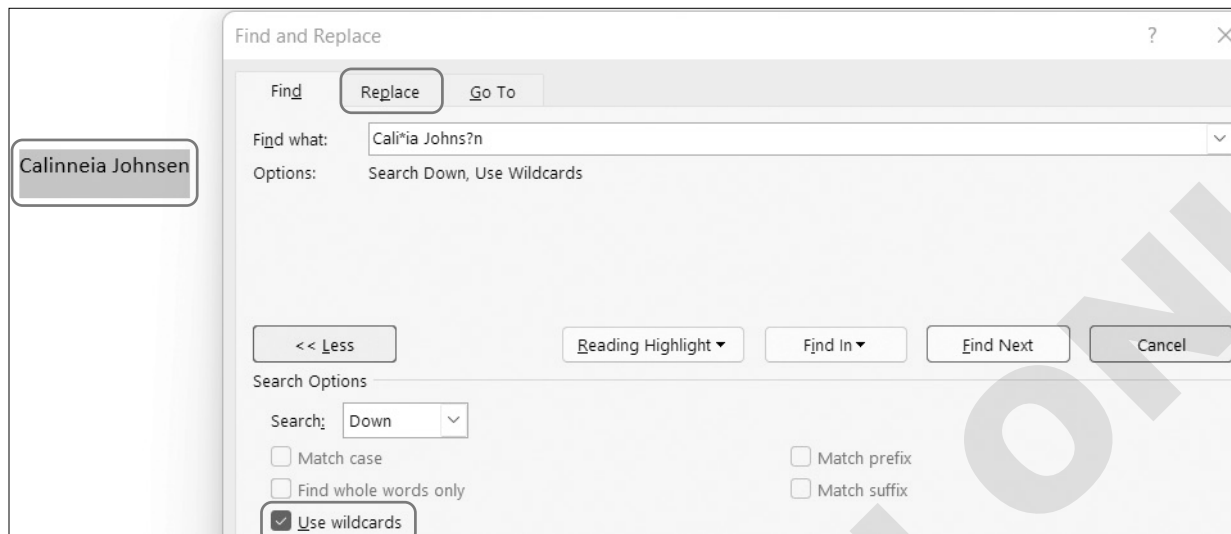 Find and Replace ?
Find Replace Go To
Find what: Cali*ia Johns?n
Calinneia Johnsen
Options: Search Down, Use Wildcards
<< Less Reading Highlight Find In Find Next Cancel
Search Options
Search: Down
Match case Match prefix
Find whole words only Match suffix
Use wildcards
ON